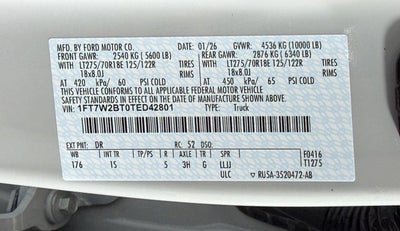 MFD. BY FORD MOTOR CO. 01/26 GVWR: 4536 KG (10000 LB)
FRONT GAWR: 2540 KG ( 5600 LB) REAR GAWR: 2876 KG ( 6340 LB)
WITH LT275/70R18E 125/122R WITH LT275/70R18E 125/122R
TIRES TIRES
18x8.0J RIMS 18x8.0J RIMS
AT 420 kPa/ 60 PSI COLD AT 450 kPa/ 65 PSI COLD
THIS VEHICLE CONFORMS TO ALL APPLICABLE FEDERAL MOTOR VEHICLE
SAFETY STANDARDS IN EFFECT ON THE DATE OF MANUFACTURE SHOWN ABOVE.
VIN: 1FT7W2BT0TED42801 TYPE: Truck
EXT PNT: DR RC: 52 DSO: F0416
WB INT TR TP/PS R AXLE TR SPR T1275
176 1S 5 3H G LLJJ
ULC RUSA-3520472-AB